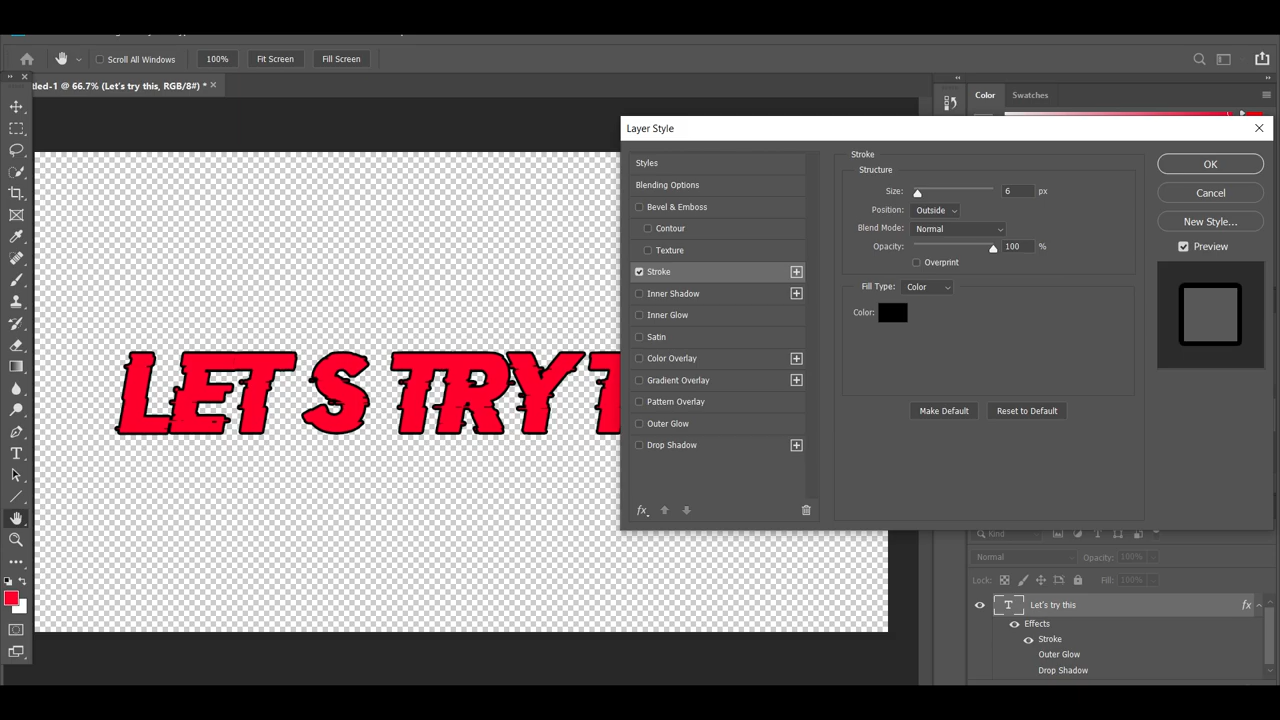 Scroll All Windows 100% Fit Screen Fill Screen
tled-1 @ 66.7% (Let's try this, RGB/8#) *
Color Swatches
Layer Style
Styles
Blending Options
Bevel & Emboss
Contour
Texture
Stroke
Inner Shadow
Inner Glow
Satin
Color Overlay
Gradient Overlay
Pattern Overlay
Outer Glow
Drop Shadow
fx
Stroke
Structure
Size: 6 px
Position: Outside
Blend Mode: Normal
Opacity: 100 %
Overprint
Fill Type: Color
Color:
Make Default Reset to Default
OK
Cancel
New Style...
Preview
LET'S TRY T
Kind
Normal Opacity: 100%
Lock: Fill: 100%
T Let's try this fx
Effects
Stroke
Outer Glow
Drop Shadow